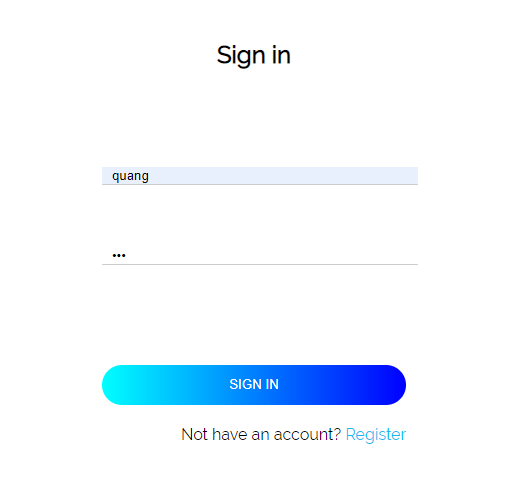 Sign in
quang
•••
SIGN IN
Not have an account? Register